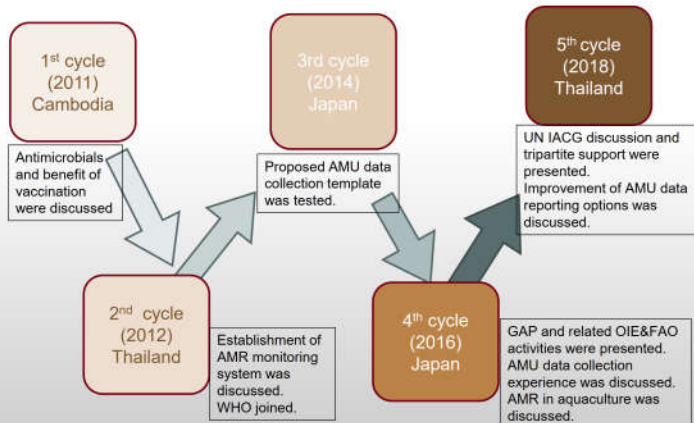 1st cycle
(2011)
Cambodia
Antimicrobials
and benefit of
vaccination
were discussed
2nd cycle
(2012)
Thailand
Establishment of
AMR monitoring
system was
discussed.
WHO joined.
3rd cycle
(2014)
Japan
Proposed AMU data
collection template
was tested.
4th cycle
(2016)
Japan
GAP and related OIE&FAO
activities were presented.
AMU data collection
experience was discussed.
AMR in aquaculture was
discussed.
5th cycle
(2018)
Thailand
UN IACG discussion and
tripartite support were
presented.
Improvement of AMU data
reporting options was
discussed.